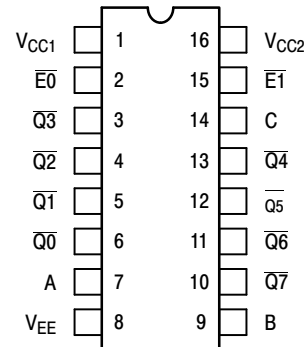 VCC1 1 16 VCC2
E0̅ 2 15 E1̅
Q3̅ 3 14 C
Q2̅ 4 13 Q4̅
Q1̅ 5 12 Q5̅
Q0̅ 6 11 Q6̅
A 7 10 Q7̅
VEE 8 9 B